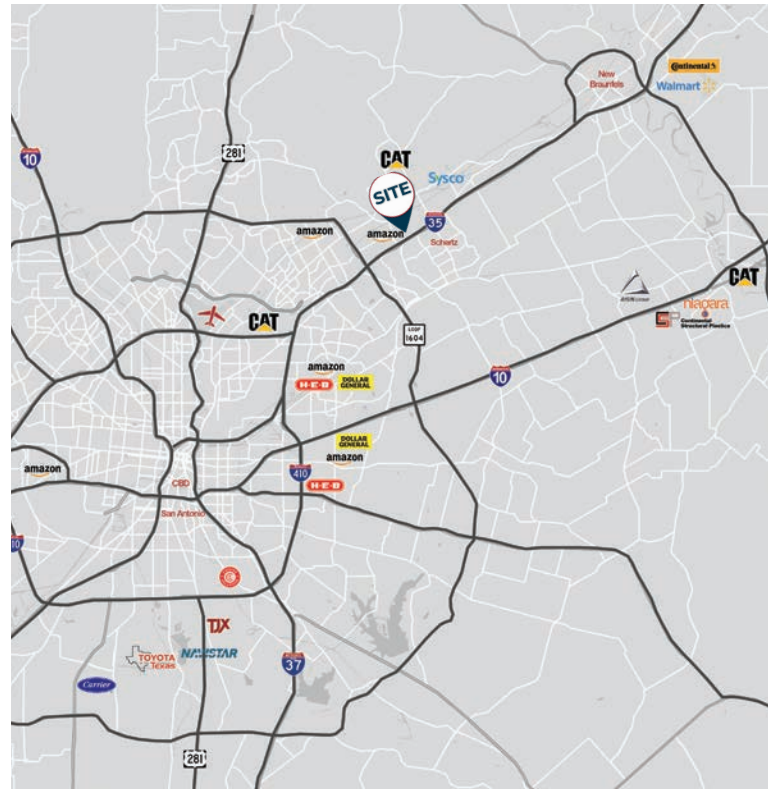 New
Braunfels
Continental
Walmart
INTERSTATE
10
281
CAT
SITE
Sysco
INTERSTATE
35
amazon
amazon
Schertz
CAT
CAT
niagara
Continental
Structural Plastics
LOOP
1604
amazon
H-E-B
DOLLAR
GENERAL
10
DOLLAR
GENERAL
amazon
amazon
410
CBD
H-E-B
San Antonio
TJX
TOYOTA
Texas
NAVISTAR
37
Carrier
281